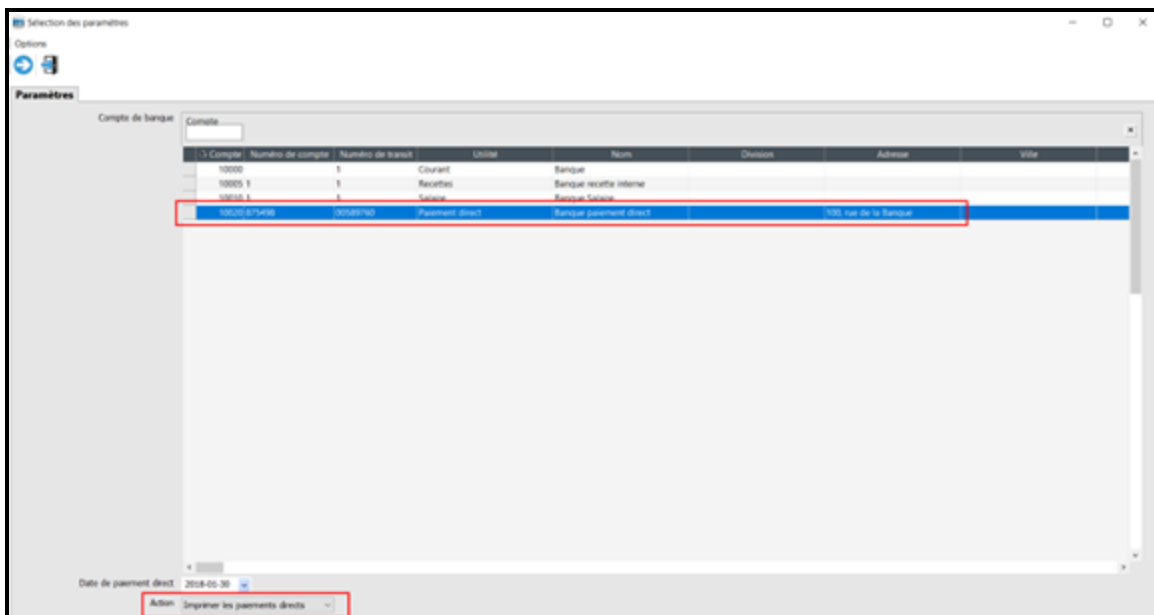 Sélection des paramètres
Options
Paramètres
Compte de banque
Compte
Compte Numéro de compte Numéro de transit Utilité Nom Division Adresse Ville
10000 1 Courant Banque
10005 1 1 Recettes Banque recette interne
10010 1 1 Salaire Banque Salaire
10020 875498 00589760 Paiement direct Banque paiement direct 100, rue de la Banque
Date de paiement direct 2018-01-30
Action Imprimer les paiements directs